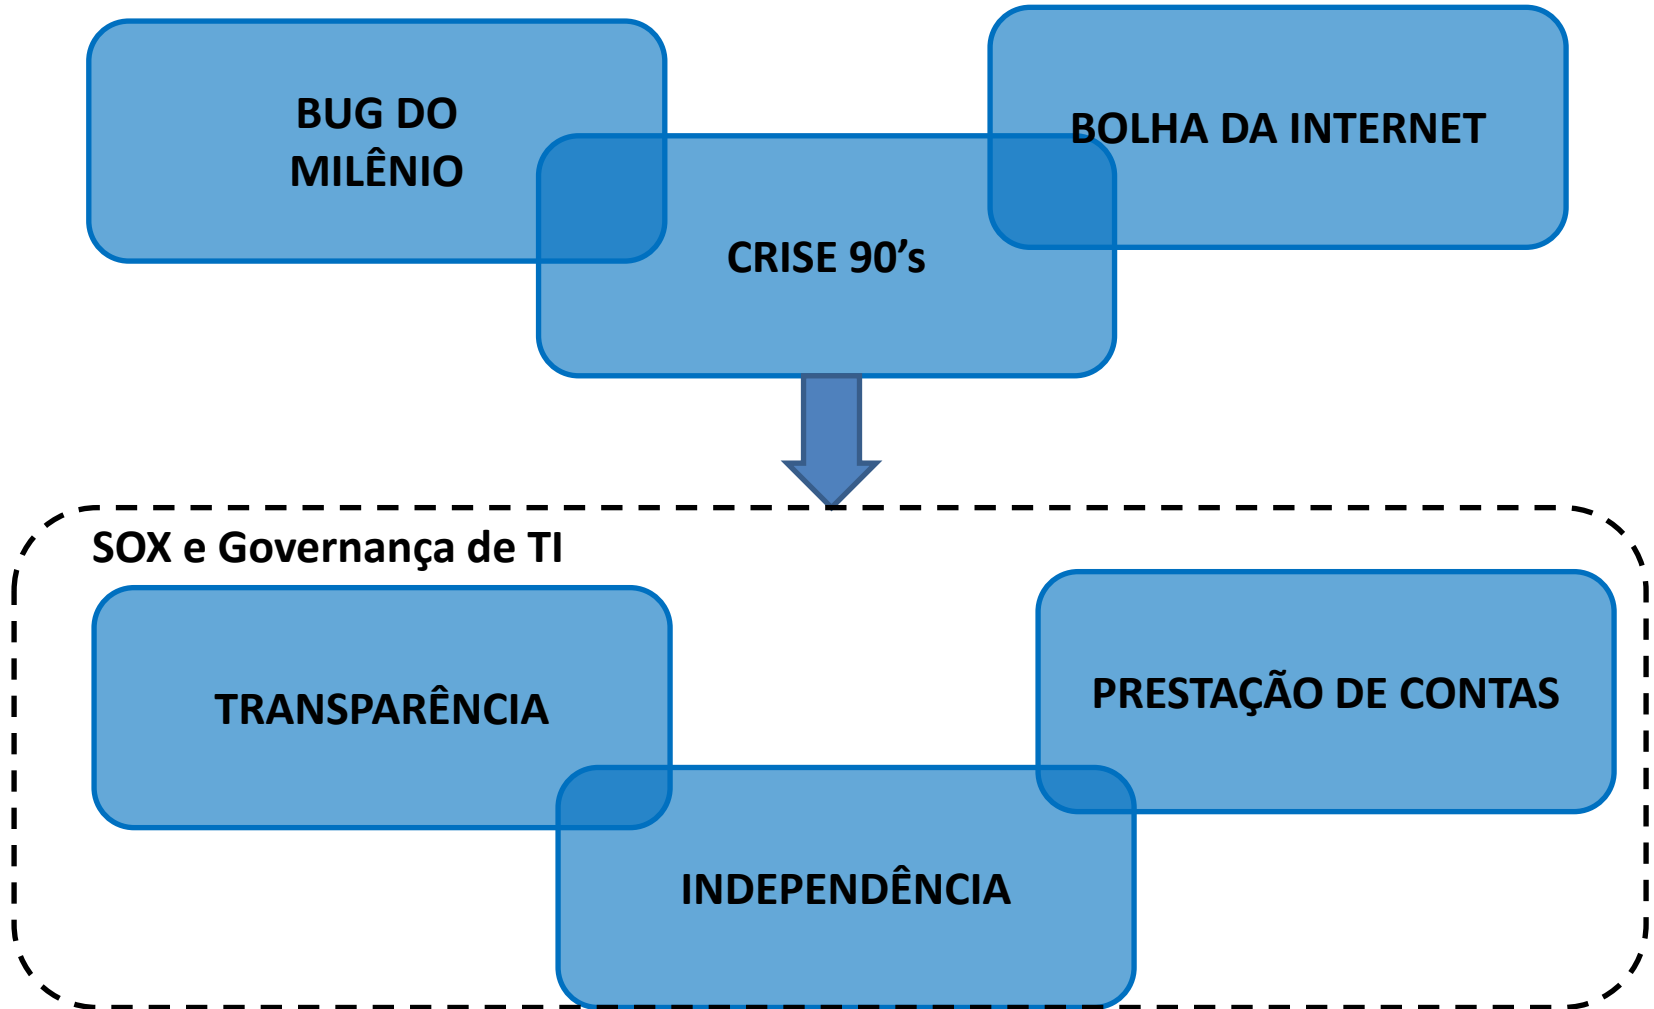 BUG DO
MILÊNIO
BOLHA DA INTERNET
CRISE 90’s
SOX e Governança de TI
TRANSPARÊNCIA
PRESTAÇÃO DE CONTAS
INDEPENDÊNCIA